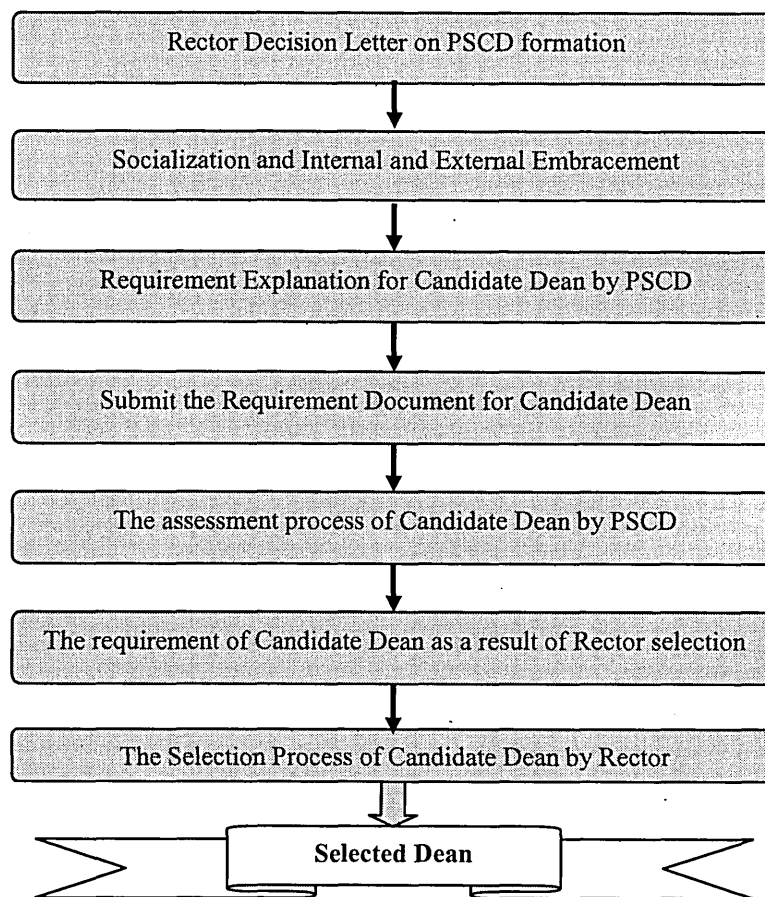 Rector Decision Letter on PSCD formation
Socialization and Internal and External Embracement
Requirement Explanation for Candidate Dean by PSCD
Submit the Requirement Document for Candidate Dean
The assessment process of Candidate Dean by PSCD
The requirement of Candidate Dean as a result of Rector selection
The Selection Process of Candidate Dean by Rector
Selected Dean